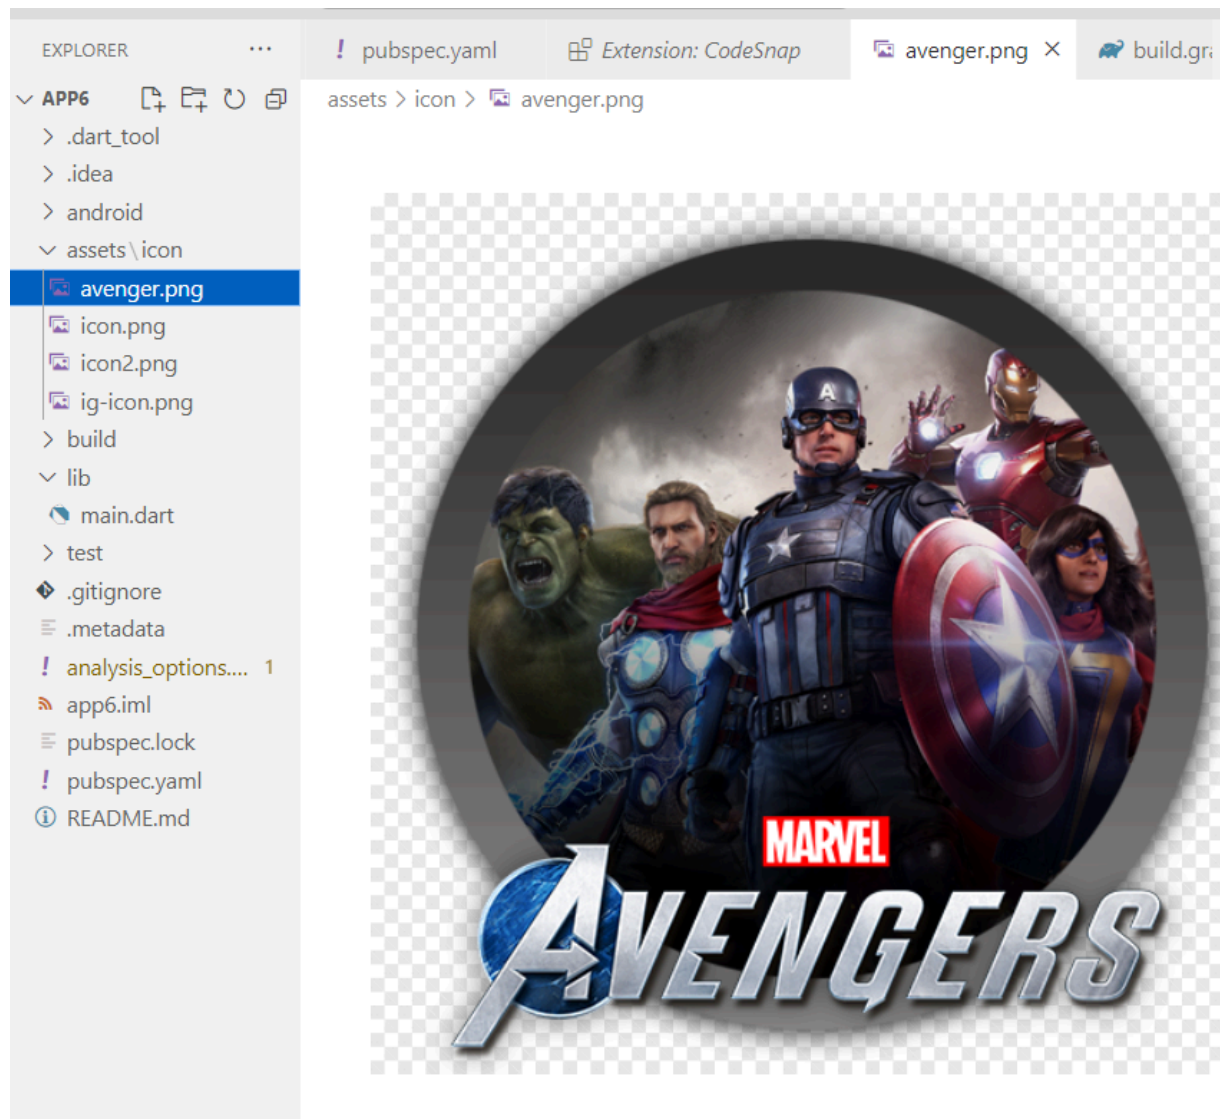 EXPLORER ...
! pubspec.yaml
Extension: CodeSnap
avenger.png ×
build.gra
APP6
assets > icon > avenger.png
> .dart_tool
> .idea
> android
assets\icon
avenger.png
icon.png
icon2.png
ig-icon.png
> build
lib
main.dart
> test
.gitignore
.metadata
! analysis_options.... 1
app6.iml
pubspec.lock
! pubspec.yaml
README.md
A
MARVEL
AVENGERS